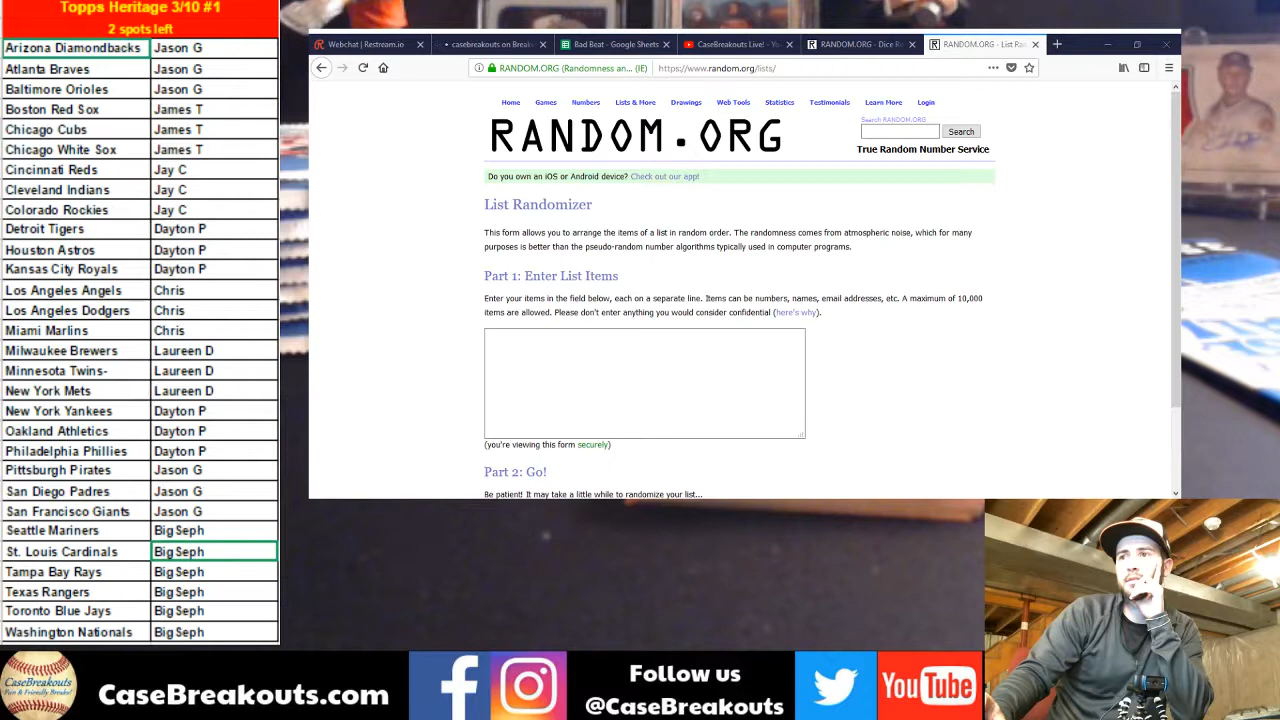 Topps Heritage 3/10 #1
2 spots left
Arizona Diamondbacks Jason G
Atlanta Braves Jason G
Baltimore Orioles Jason G
Boston Red Sox James T
Chicago Cubs James T
Chicago White Sox James T
Cincinnati Reds Jay C
Cleveland Indians Jay C
Colorado Rockies Jay C
Detroit Tigers Dayton P
Houston Astros Dayton P
Kansas City Royals Dayton P
Los Angeles Angels Chris
Los Angeles Dodgers Chris
Miami Marlins Chris
Milwaukee Brewers Laureen D
Minnesota Twins- Laureen D
New York Mets Laureen D
New York Yankees Dayton P
Oakland Athletics Dayton P
Philadelphia Phillies Dayton P
Pittsburgh Pirates Jason G
San Diego Padres Jason G
San Francisco Giants Jason G
Seattle Mariners Big Seph
St. Louis Cardinals Big Seph
Tampa Bay Rays Big Seph
Texas Rangers Big Seph
Toronto Blue Jays Big Seph
Washington Nationals Big Seph
Webchat | Restream.io casebreakouts on Break Bad Beat - Google Sheets CaseBreakouts Live! - Yo RANDOM.ORG - Dice Ro RANDOM.ORG - List Ran
RANDOM.ORG (Randomness an... (IE) https://www.random.org/lists/
Home Games Numbers Lists & More Drawings Web Tools Statistics Testimonials Learn More Login
Search RANDOM.ORG
RANDOM.ORG
Search
True Random Number Service
Do you own an iOS or Android device? Check out our app!
List Randomizer
This form allows you to arrange the items of a list in random order. The randomness comes from atmospheric noise, which for many
purposes is better than the pseudo-random number algorithms typically used in computer programs.
Part 1: Enter List Items
Enter your items in the field below, each on a separate line. Items can be numbers, names, email addresses, etc. A maximum of 10,000
items are allowed. Please don't enter anything you would consider confidential (here's why).
(you're viewing this form securely)
Part 2: Go!
Be patient! It may take a little while to randomize your list...
CaseBreakouts
Fun & Friendly Breaks!
CaseBreakouts.com
Follow us
@CaseBreakouts
YouTube